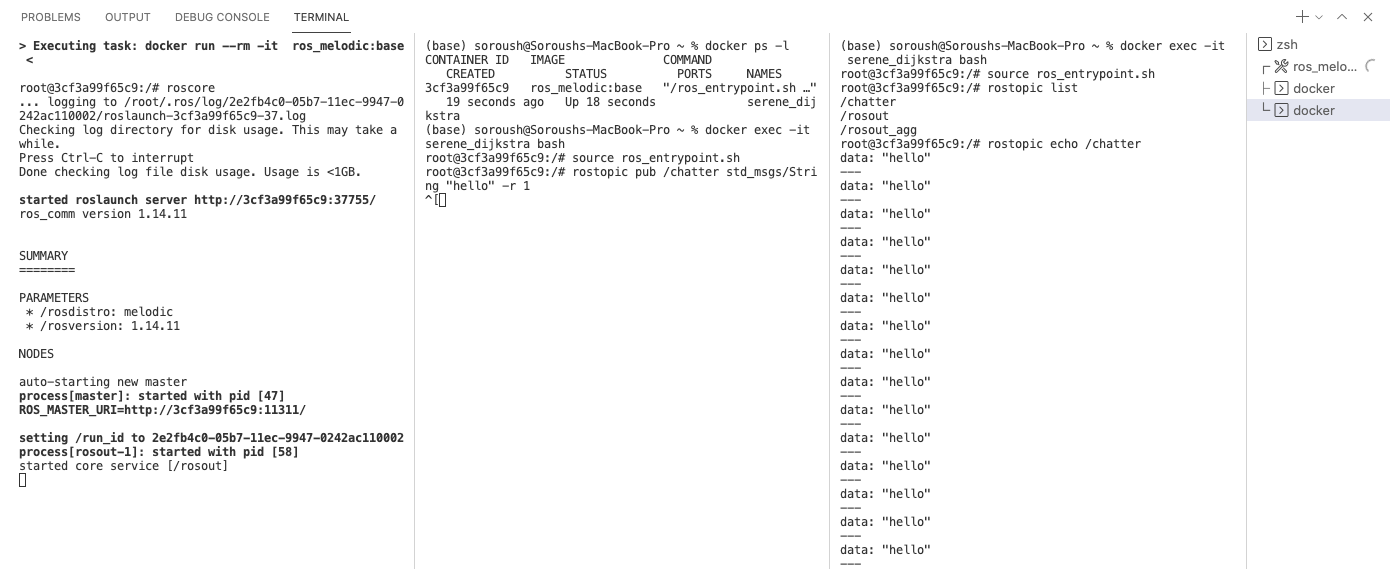 PROBLEMS OUTPUT DEBUG CONSOLE TERMINAL
> Executing task: docker run --rm -it  ros_melodic:base
 <
root@3cf3a99f65c9:/# roscore
... logging to /root/.ros/log/2e2fb4c0-05b7-11ec-9947-0
242ac110002/roslaunch-3cf3a99f65c9-37.log
Checking log directory for disk usage. This may take a
while.
Press Ctrl-C to interrupt
Done checking log file disk usage. Usage is <1GB.
started roslaunch server http://3cf3a99f65c9:37755/
ros_comm version 1.14.11
SUMMARY
========
PARAMETERS
 * /rosdistro: melodic
 * /rosversion: 1.14.11
NODES
auto-starting new master
process[master]: started with pid [47]
ROS_MASTER_URI=http://3cf3a99f65c9:11311/
setting /run_id to 2e2fb4c0-05b7-11ec-9947-0242ac110002
process[rosout-1]: started with pid [58]
started core service [/rosout]
(base) soroush@Soroushs-MacBook-Pro ~ % docker ps -l
CONTAINER ID   IMAGE              COMMAND
   CREATED          STATUS          PORTS     NAMES
3cf3a99f65c9   ros_melodic:base   "/ros_entrypoint.sh …"
   19 seconds ago   Up 18 seconds             serene_dij
kstra
(base) soroush@Soroushs-MacBook-Pro ~ % docker exec -it
serene_dijkstra bash
root@3cf3a99f65c9:/# source ros_entrypoint.sh
root@3cf3a99f65c9:/# rostopic pub /chatter std_msgs/Stri
ng "hello" -r 1
^[
(base) soroush@Soroushs-MacBook-Pro ~ % docker exec -it
 serene_dijkstra bash
root@3cf3a99f65c9:/# source ros_entrypoint.sh
root@3cf3a99f65c9:/# rostopic list
/chatter
/rosout
/rosout_agg
root@3cf3a99f65c9:/# rostopic echo /chatter
data: "hello"
---
data: "hello"
---
data: "hello"
---
data: "hello"
---
data: "hello"
---
data: "hello"
---
data: "hello"
---
data: "hello"
---
data: "hello"
---
data: "hello"
---
data: "hello"
---
data: "hello"
---
data: "hello"
---
data: "hello"
---
data: "hello"
---
zsh
ros_melo...
docker
docker